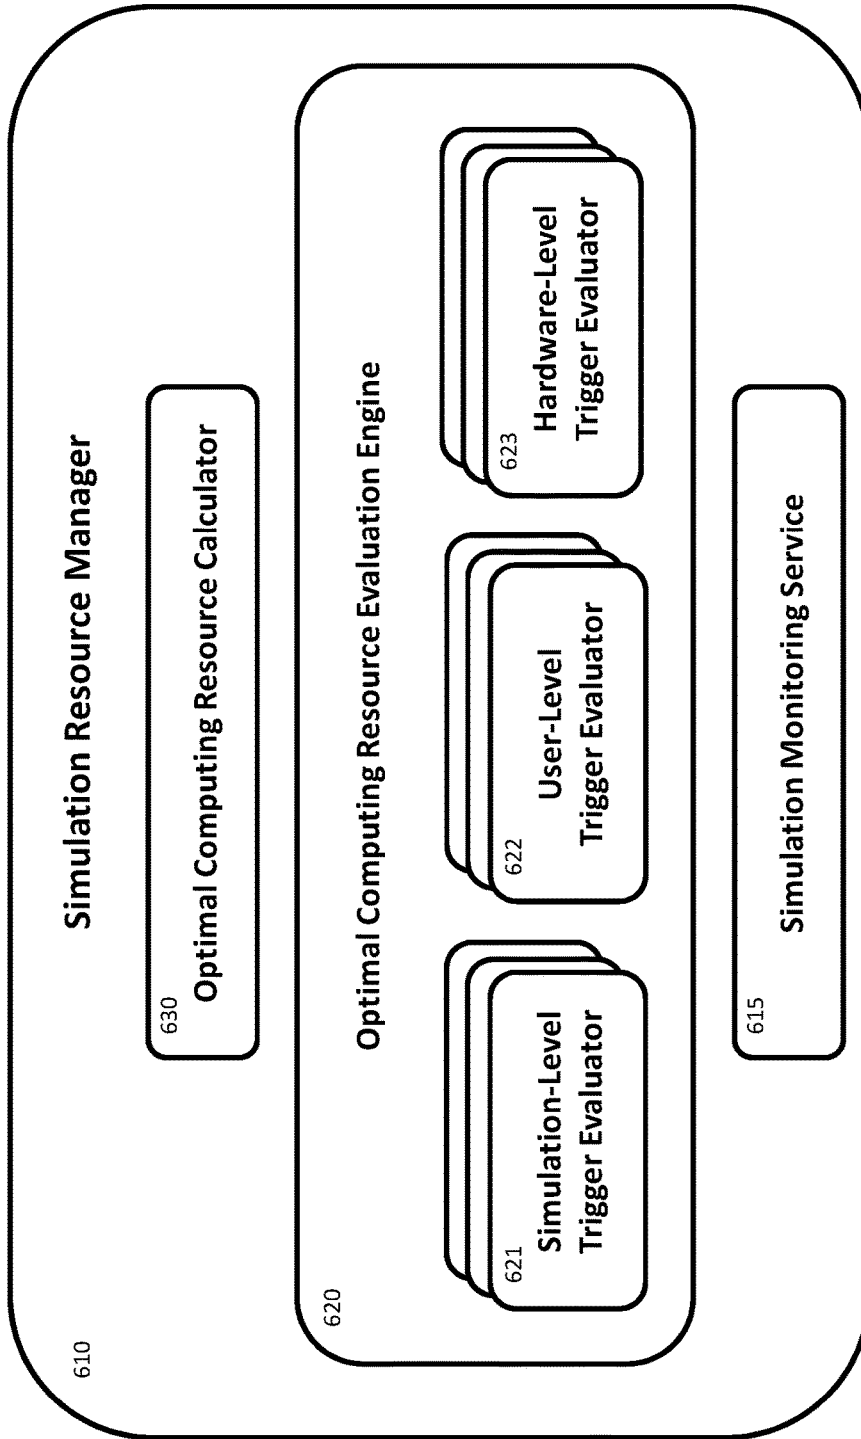 610
Simulation Resource Manager
630
Optimal Computing Resource Calculator
620
Optimal Computing Resource Evaluation Engine
621
Simulation-Level
Trigger Evaluator
622
User-Level
Trigger Evaluator
623
Hardware-Level
Trigger Evaluator
615
Simulation Monitoring Service